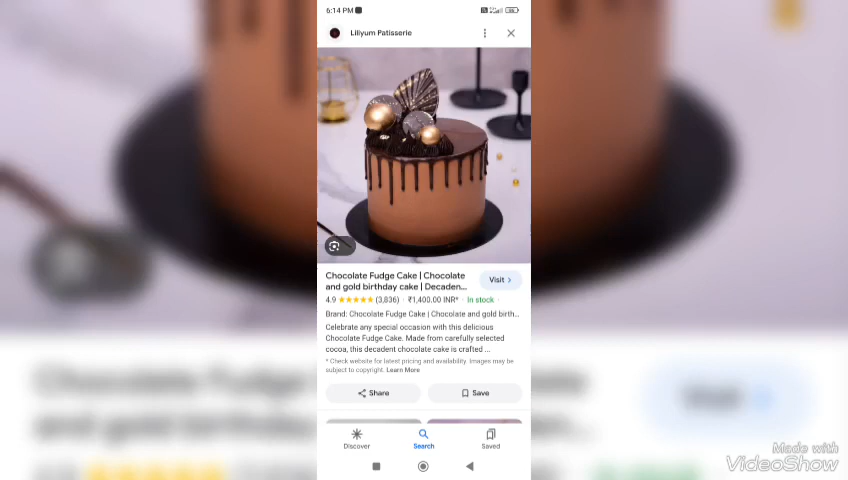 6:14 PM
Liliyum Patisserie
Chocolate Fudge Cake | Chocolate
and gold birthday cake | Decaden...
Visit
4.9 ★★★★★ (3,836) · ₹1,400.00 INR* · In stock ·
Brand: Chocolate Fudge Cake | Chocolate and gold birth...
Celebrate any special occasion with this delicious
Chocolate Fudge Cake. Made from carefully selected
cocoa, this decadent chocolate cake is crafted ...
* Check website for latest pricing and availability. Images may be
subject to copyright. Learn More
Share
Save
Discover
Search
Saved
Made with
VideoShow